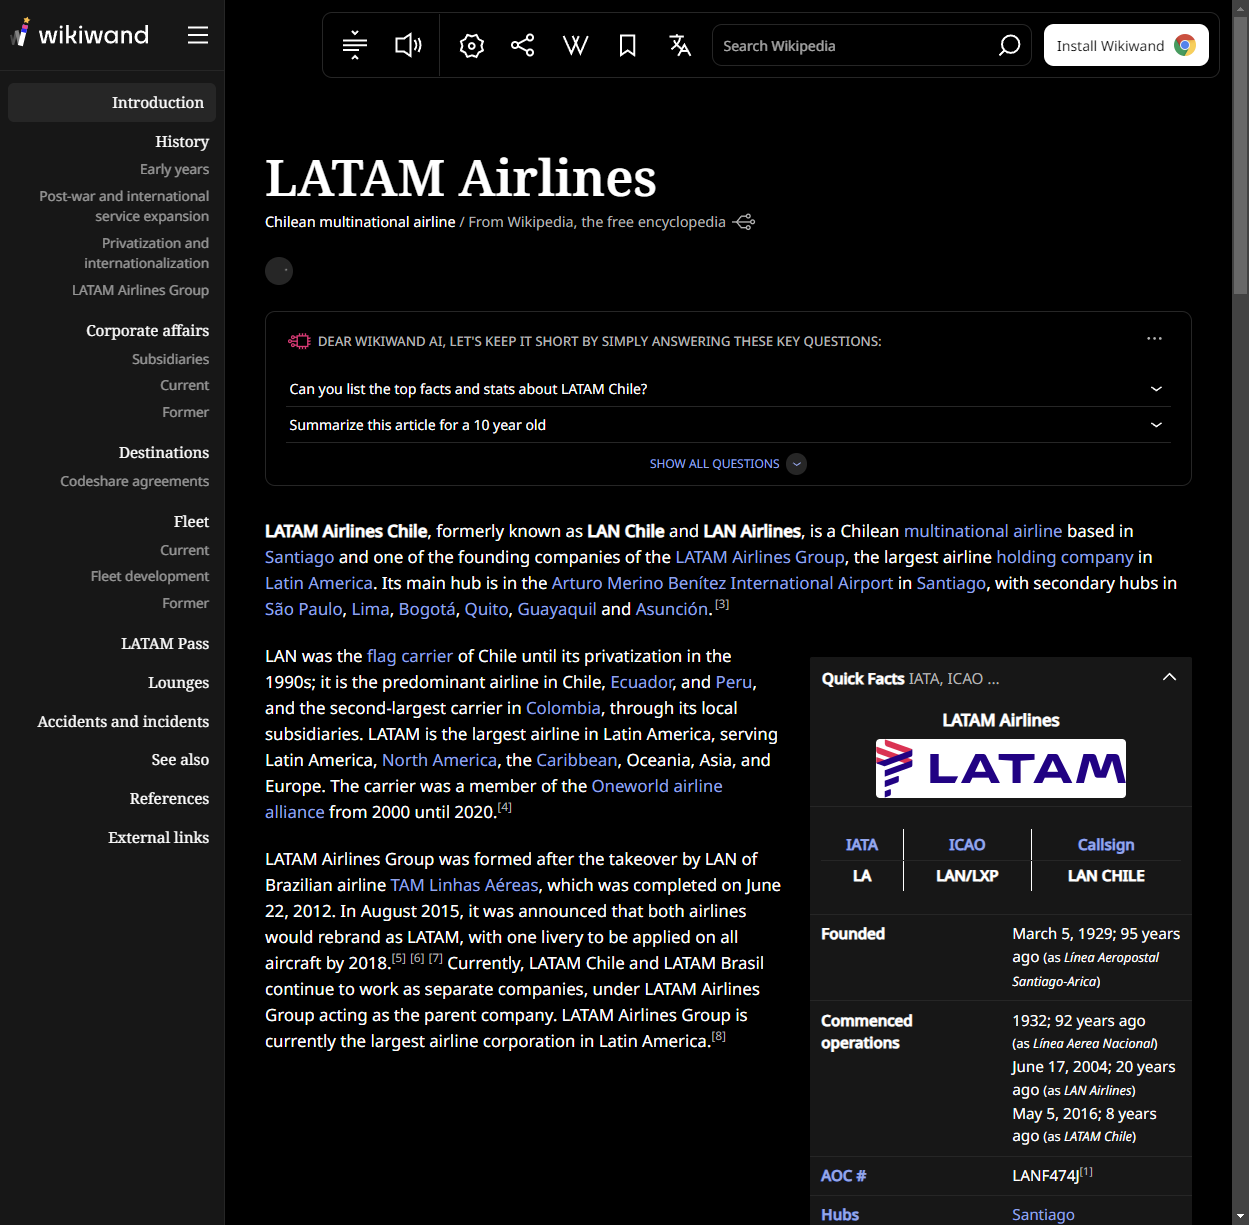 wikiwand
Search Wikipedia
Install Wikiwand
Introduction
History
Early years
Post-war and international
service expansion
Privatization and
internationalization
LATAM Airlines Group
Corporate affairs
Subsidiaries
Current
Former
Destinations
Codeshare agreements
Fleet
Current
Fleet development
Former
LATAM Pass
Lounges
Accidents and incidents
See also
References
External links
LATAM Airlines
Chilean multinational airline / From Wikipedia, the free encyclopedia
DEAR WIKIWAND AI, LET'S KEEP IT SHORT BY SIMPLY ANSWERING THESE KEY QUESTIONS:
Can you list the top facts and stats about LATAM Chile?
Summarize this article for a 10 year old
SHOW ALL QUESTIONS
LATAM Airlines Chile, formerly known as LAN Chile and LAN Airlines, is a Chilean multinational airline based in
Santiago and one of the founding companies of the LATAM Airlines Group, the largest airline holding company in
Latin America. Its main hub is in the Arturo Merino Benítez International Airport in Santiago, with secondary hubs in
São Paulo, Lima, Bogotá, Quito, Guayaquil and Asunción.[3]
LAN was the flag carrier of Chile until its privatization in the
1990s; it is the predominant airline in Chile, Ecuador, and Peru,
and the second-largest carrier in Colombia, through its local
subsidiaries. LATAM is the largest airline in Latin America, serving
Latin America, North America, the Caribbean, Oceania, Asia, and
Europe. The carrier was a member of the Oneworld airline
alliance from 2000 until 2020.[4]
LATAM Airlines Group was formed after the takeover by LAN of
Brazilian airline TAM Linhas Aéreas, which was completed on June
22, 2012. In August 2015, it was announced that both airlines
would rebrand as LATAM, with one livery to be applied on all
aircraft by 2018.[5] [6] [7] Currently, LATAM Chile and LATAM Brasil
continue to work as separate companies, under LATAM Airlines
Group acting as the parent company. LATAM Airlines Group is
currently the largest airline corporation in Latin America.[8]
Quick Facts IATA, ICAO ...
LATAM Airlines
LATAM
IATA ICAO Callsign
LA LAN/LXP LAN CHILE
Founded March 5, 1929; 95 years
ago (as Línea Aeropostal
Santiago-Arica)
Commenced 1932; 92 years ago
operations (as Línea Aerea Nacional)
June 17, 2004; 20 years
ago (as LAN Airlines)
May 5, 2016; 8 years
ago (as LATAM Chile)
AOC # LANF474J[1]
Hubs Santiago